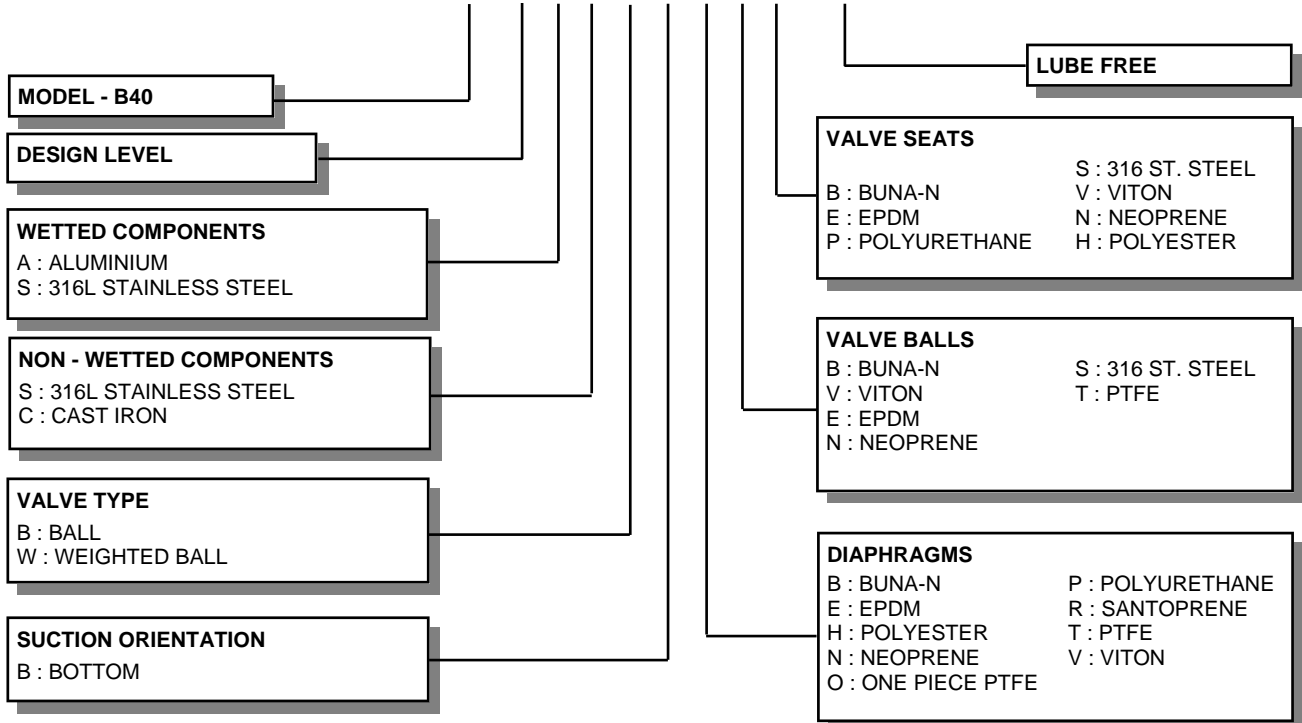 MODEL - B40
DESIGN LEVEL
WETTED COMPONENTS
A : ALUMINIUM
S : 316L STAINLESS STEEL
NON - WETTED COMPONENTS
S : 316L STAINLESS STEEL
C : CAST IRON
VALVE TYPE
B : BALL
W : WEIGHTED BALL
SUCTION ORIENTATION
B : BOTTOM
LUBE FREE
VALVE SEATS
S : 316 ST. STEEL
B : BUNA-N V : VITON
E : EPDM N : NEOPRENE
P : POLYURETHANE H : POLYESTER
VALVE BALLS
B : BUNA-N S : 316 ST. STEEL
V : VITON T : PTFE
E : EPDM
N : NEOPRENE
DIAPHRAGMS
B : BUNA-N P : POLYURETHANE
E : EPDM R : SANTOPRENE
H : POLYESTER T : PTFE
N : NEOPRENE V : VITON
O : ONE PIECE PTFE